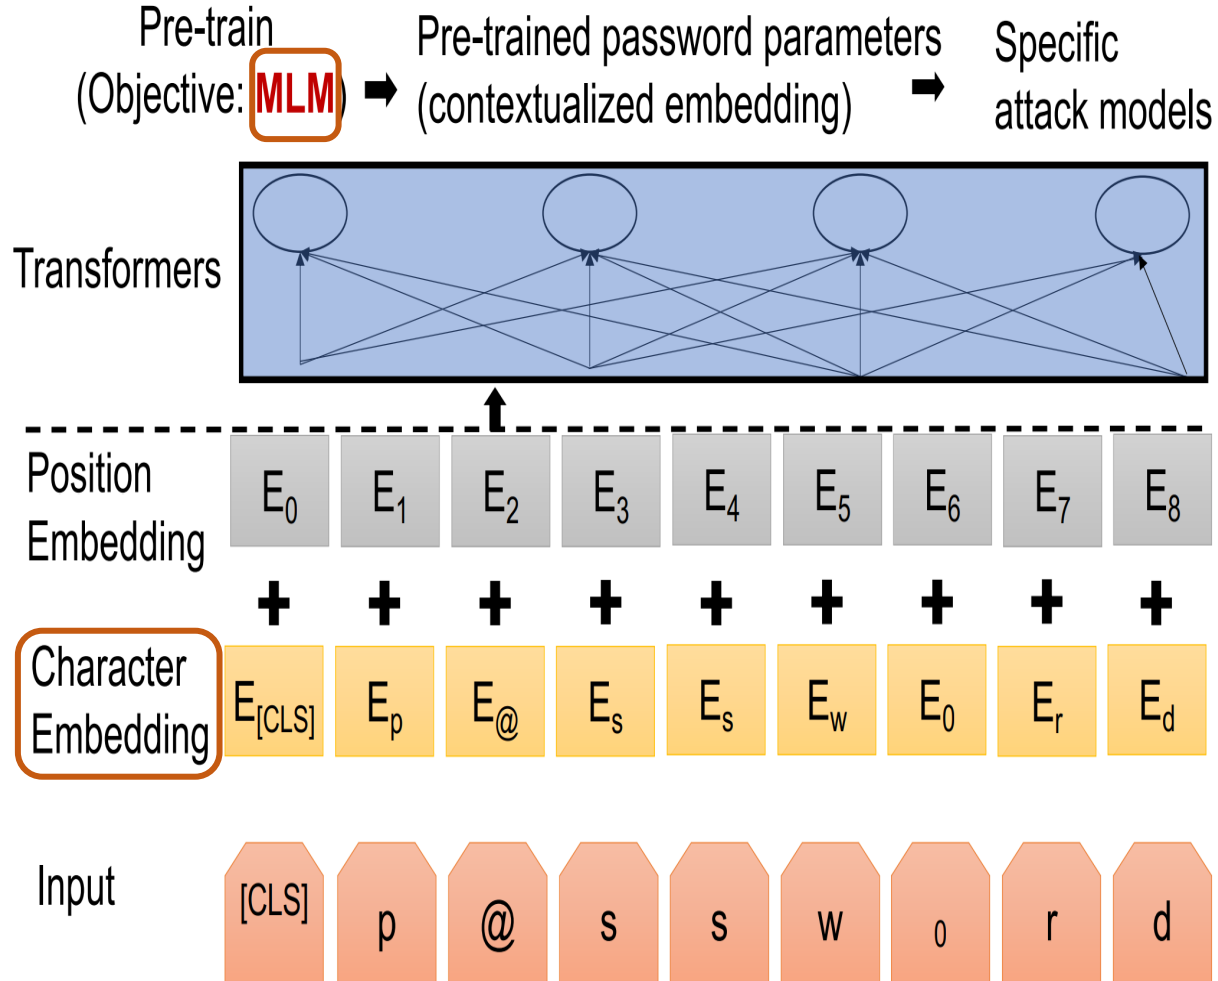 Pre-train
(Objective: MLM)
Pre-trained password parameters
(contextualized embedding)
Specific
attack models
Transformers
Position
Embedding
E0 E1 E2 E3 E4 E5 E6 E7 E8
+ + + + + + + + +
Character
Embedding
E[CLS] Ep E@ Es Es Ew E0 Er Ed
Input
[CLS] p @ s s w 0 r d